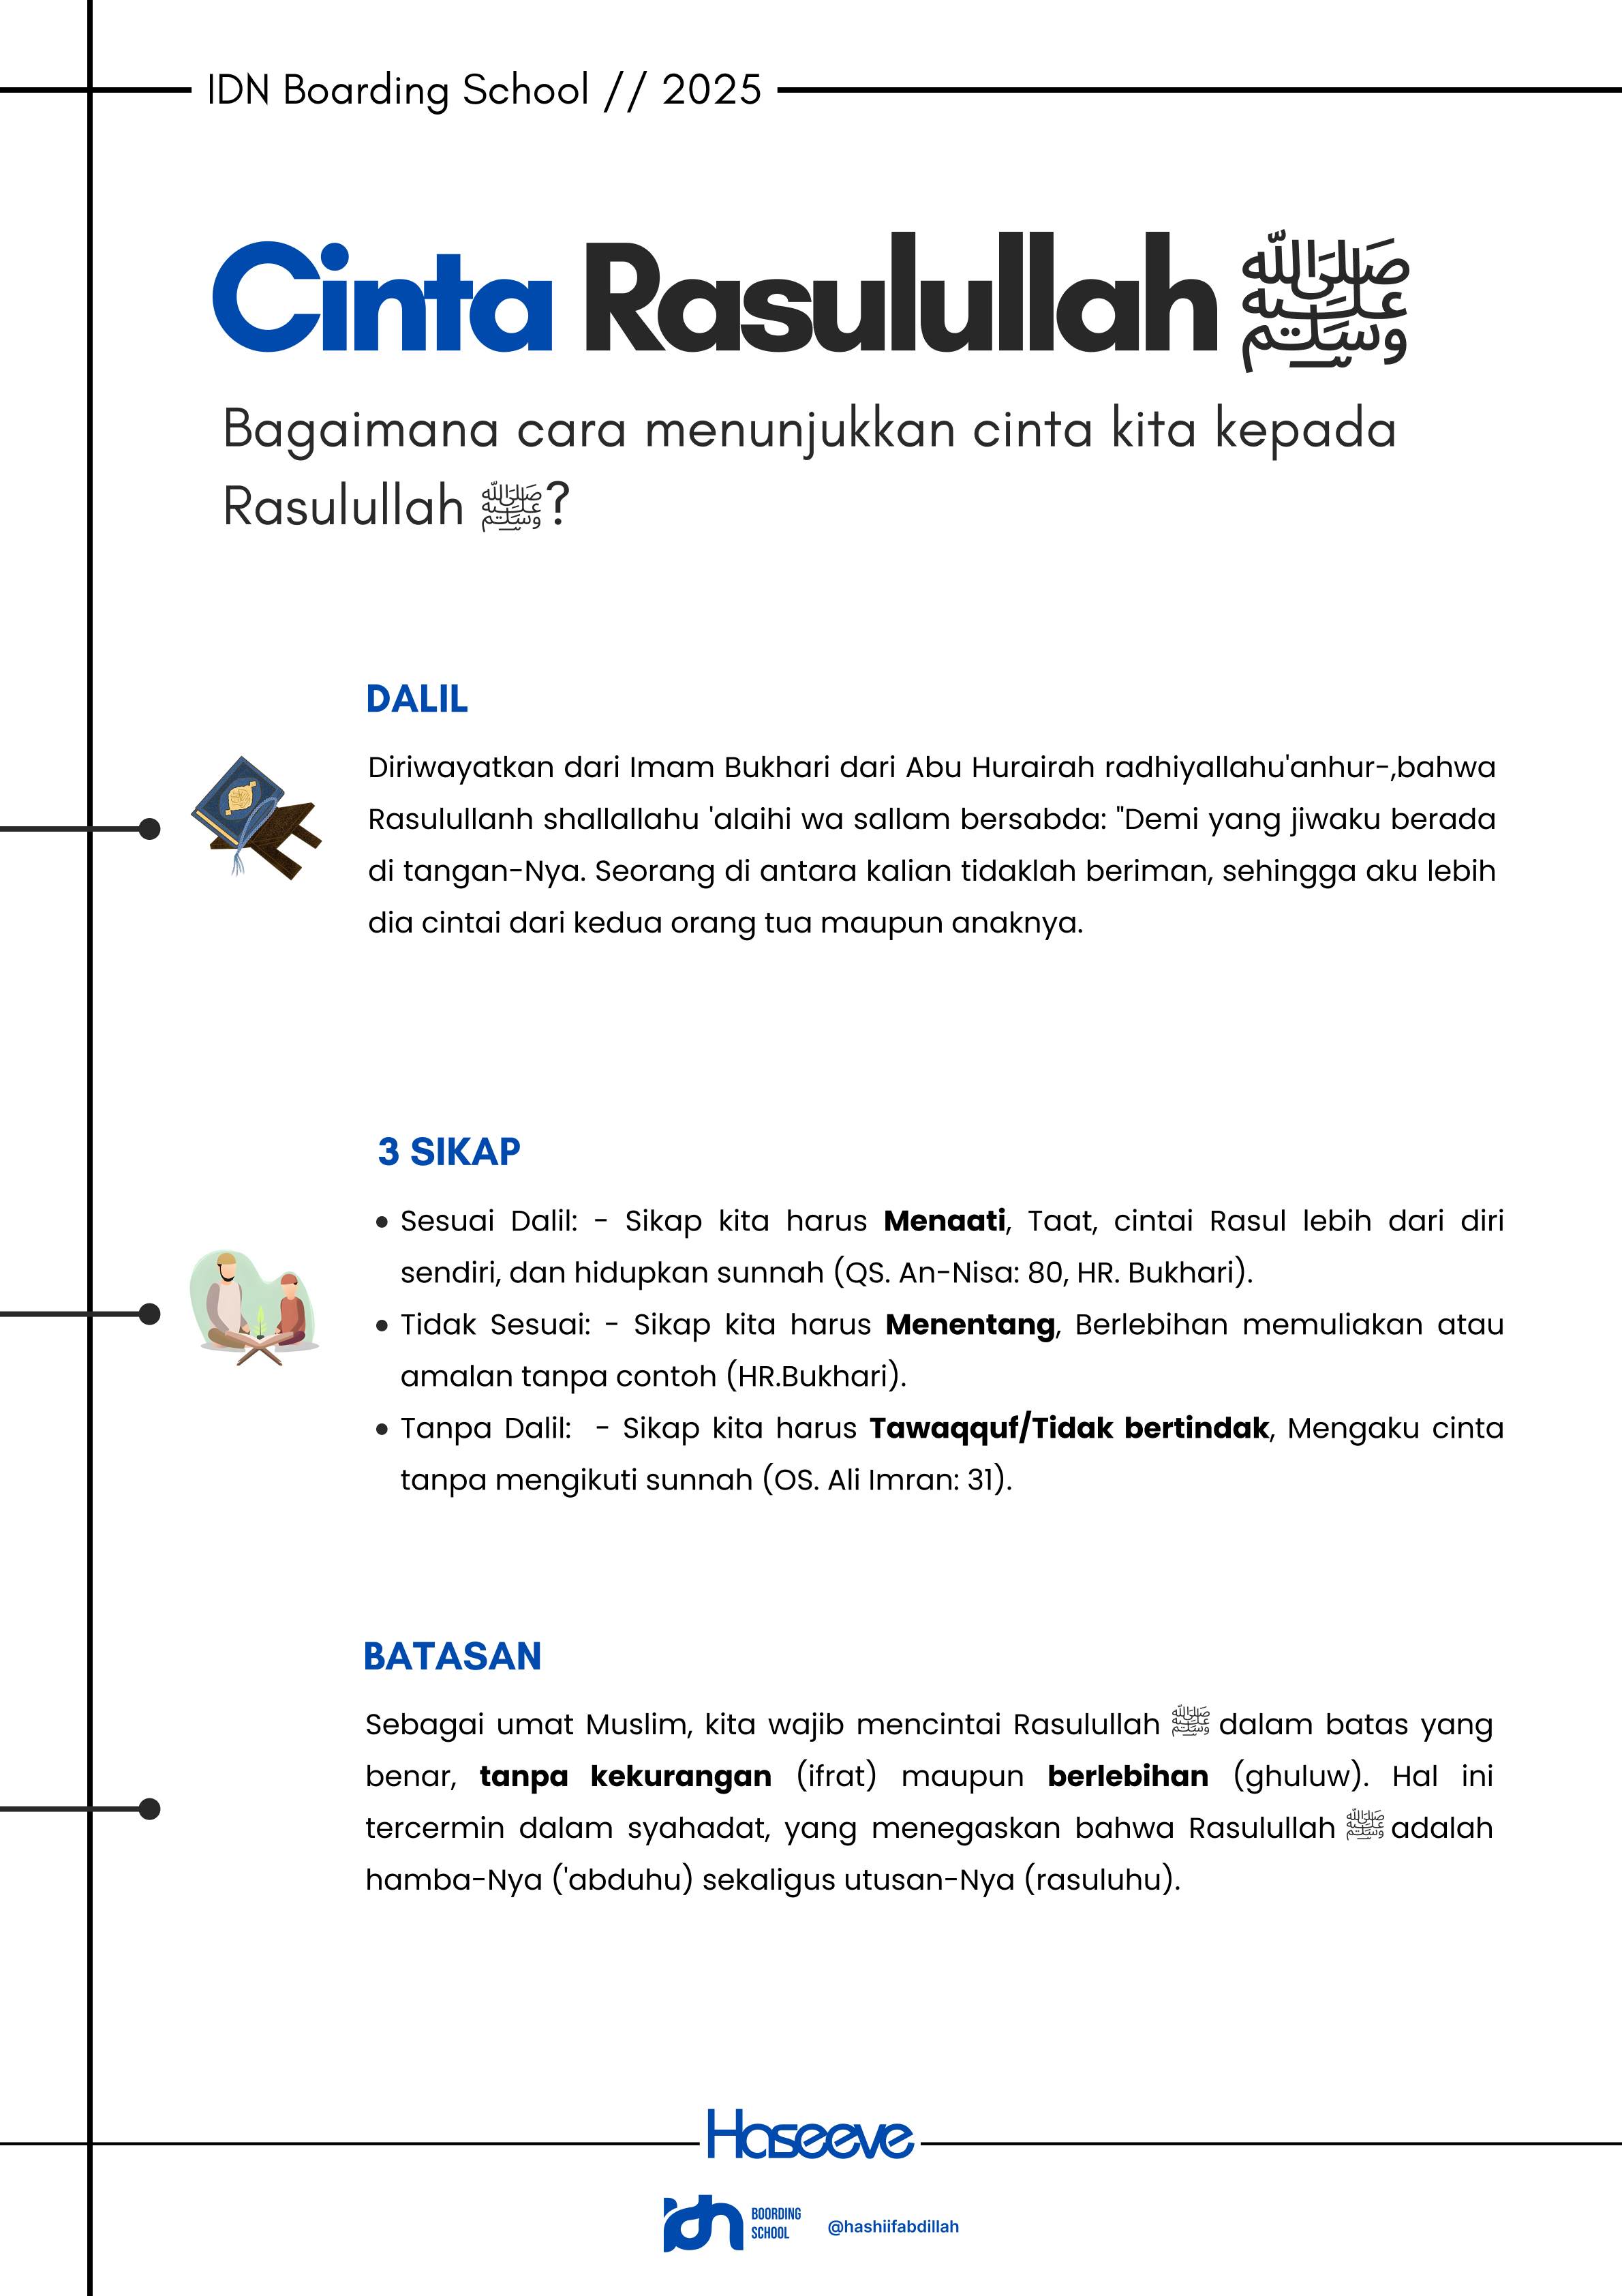 IDN Boarding School // 2025
Cinta Rasulullah ﷺ
Bagaimana cara menunjukkan cinta kita kepada
Rasulullah ﷺ?
DALIL
Diriwayatkan dari Imam Bukhari dari Abu Hurairah radhiyallahu'anhur-,bahwa
Rasulullanh shallallahu 'alaihi wa sallam bersabda: "Demi yang jiwaku berada
di tangan-Nya. Seorang di antara kalian tidaklah beriman, sehingga aku lebih
dia cintai dari kedua orang tua maupun anaknya.
3 SIKAP
• Sesuai Dalil: - Sikap kita harus Menaati, Taat, cintai Rasul lebih dari diri
sendiri, dan hidupkan sunnah (QS. An-Nisa: 80, HR. Bukhari).
• Tidak Sesuai: - Sikap kita harus Menentang, Berlebihan memuliakan atau
amalan tanpa contoh (HR.Bukhari).
• Tanpa Dalil: - Sikap kita harus Tawaqquf/Tidak bertindak, Mengaku cinta
tanpa mengikuti sunnah (OS. Ali Imran: 31).
BATASAN
Sebagai umat Muslim, kita wajib mencintai Rasulullah ﷺ dalam batas yang
benar, tanpa kekurangan (ifrat) maupun berlebihan (ghuluw). Hal ini
tercermin dalam syahadat, yang menegaskan bahwa Rasulullah ﷺ adalah
hamba-Nya ('abduhu) sekaligus utusan-Nya (rasuluhu).
Haseeve
idn BOORDING
SCHOOL
@hashiifabdillah